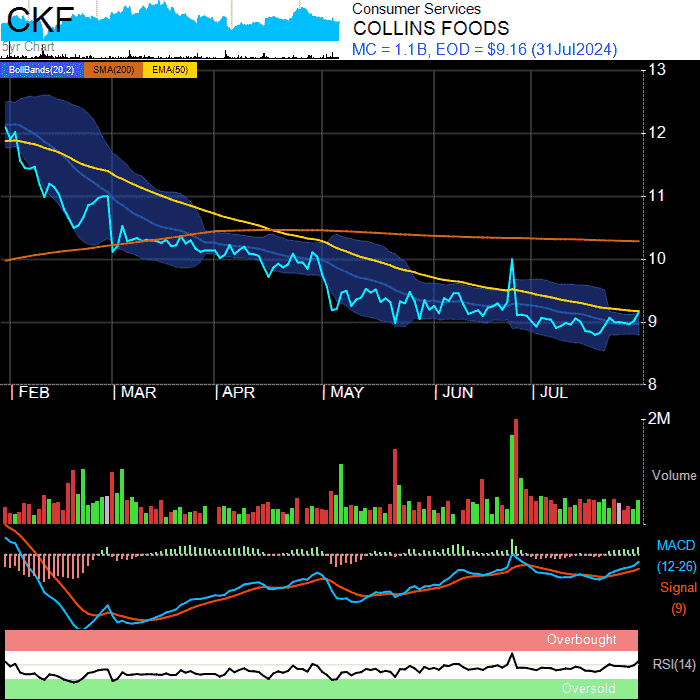 CKF
5yr Chart
Consumer Services
COLLINS FOODS
MC = 1.1B, EOD = $9.16 (31Jul2024)
BollBands(20,2) SMA(200) EMA(50)
13
12
11
10
9
8
FEB MAR APR MAY JUN JUL
2M
Volume
MACD
(12-26)
Signal
(9)
Overbought
RSI(14)
Oversold